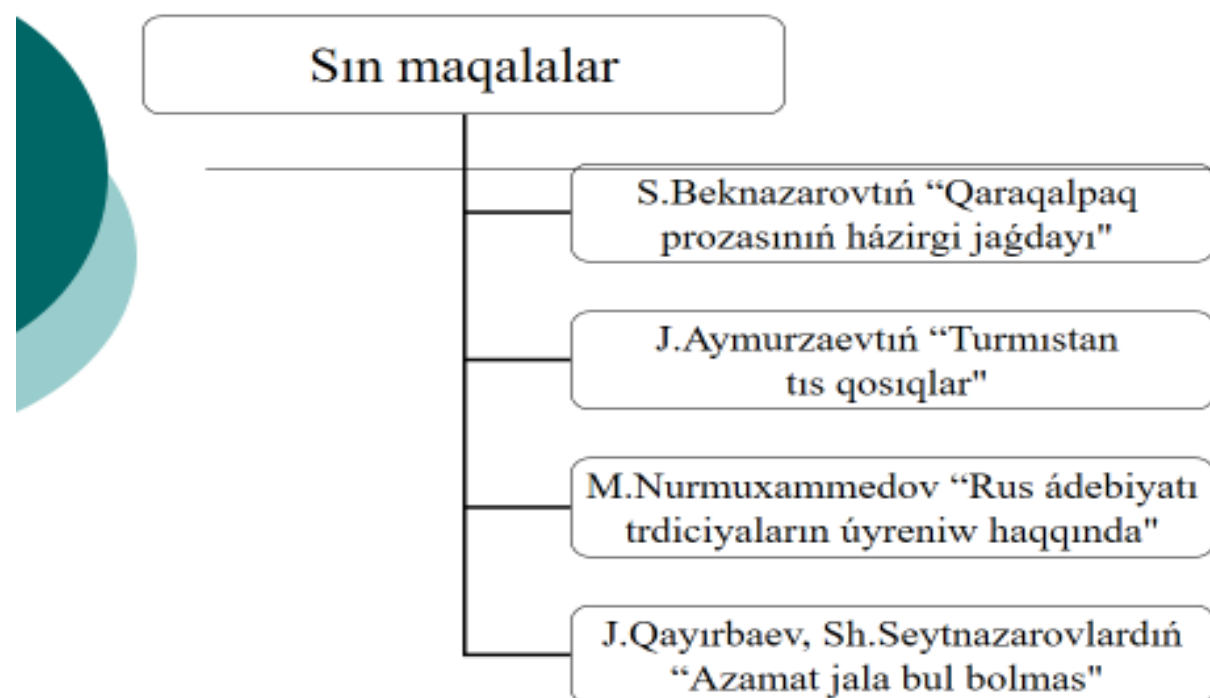 Sın maqalalar
S.Beknazarovtıń “Qaraqalpaq
prozasınıń házirgi jaǵdayı"
J.Aymurzaevtıń “Turmıstan
tıs qosıqlar"
M.Nurmuxammedov “Rus ádebiyatı
trdiciyaların úyreniw haqqında"
J.Qayırbaev, Sh.Seytnazarovlardıń
“Azamat jala bul bolmas"